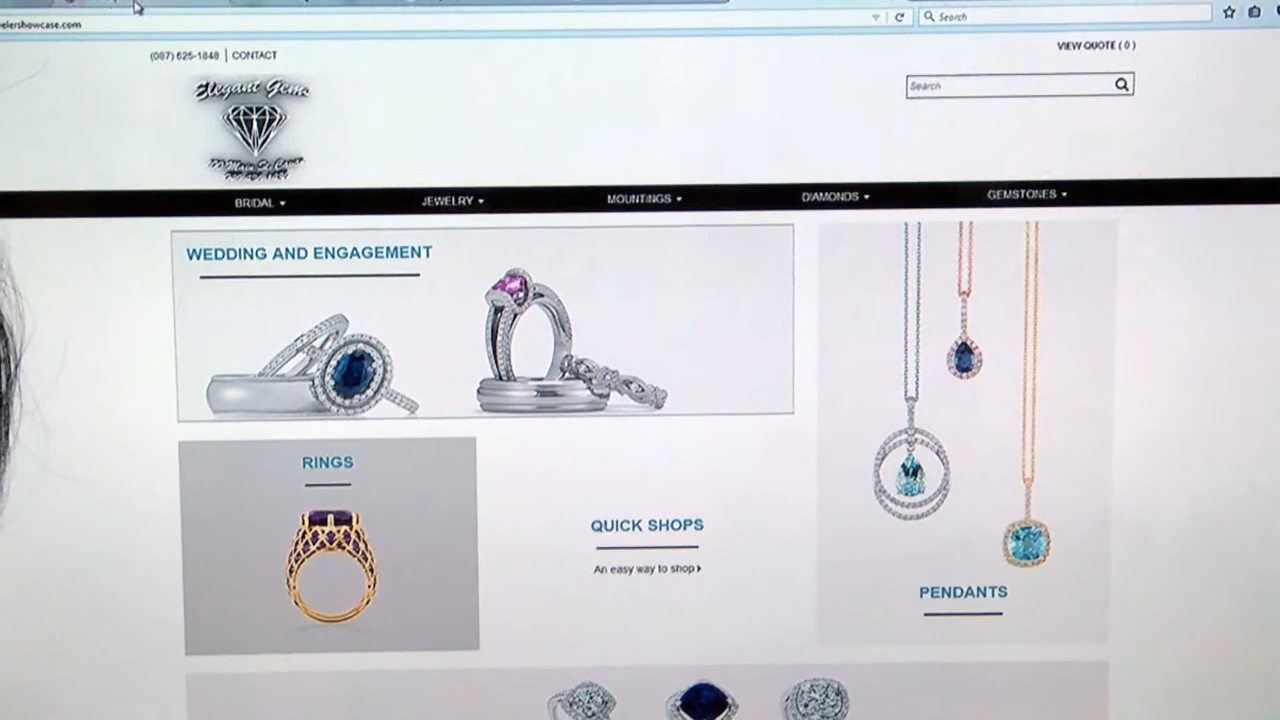 elershowcase.com
Search
(087) 625-1848 | CONTACT
VIEW QUOTE ( 0 )
Elegant Gems
Search
BRIDAL
JEWELRY
MOUNTINGS
DIAMONDS
GEMSTONES
WEDDING AND ENGAGEMENT
RINGS
QUICK SHOPS
An easy way to shop
PENDANTS